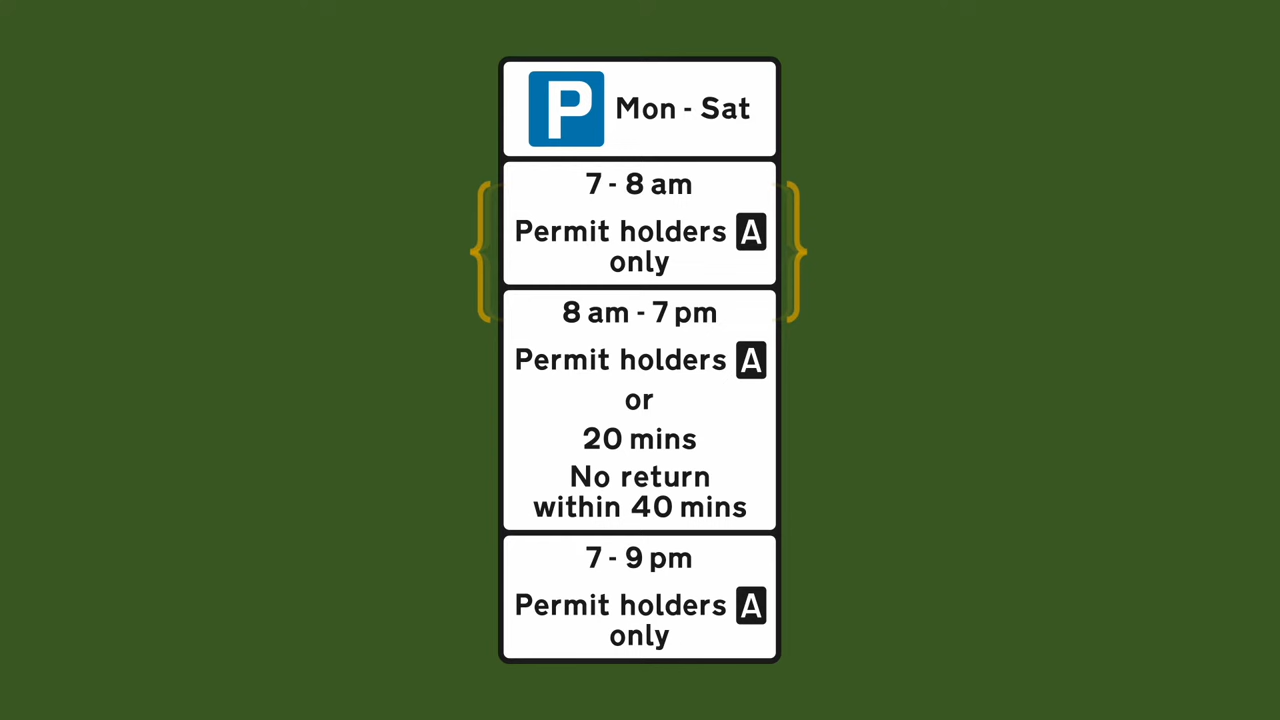 P Mon - Sat
7 - 8 am
Permit holders A
only
8 am - 7 pm
Permit holders A
or
20 mins
No return
within 40 mins
7 - 9 pm
Permit holders A
only